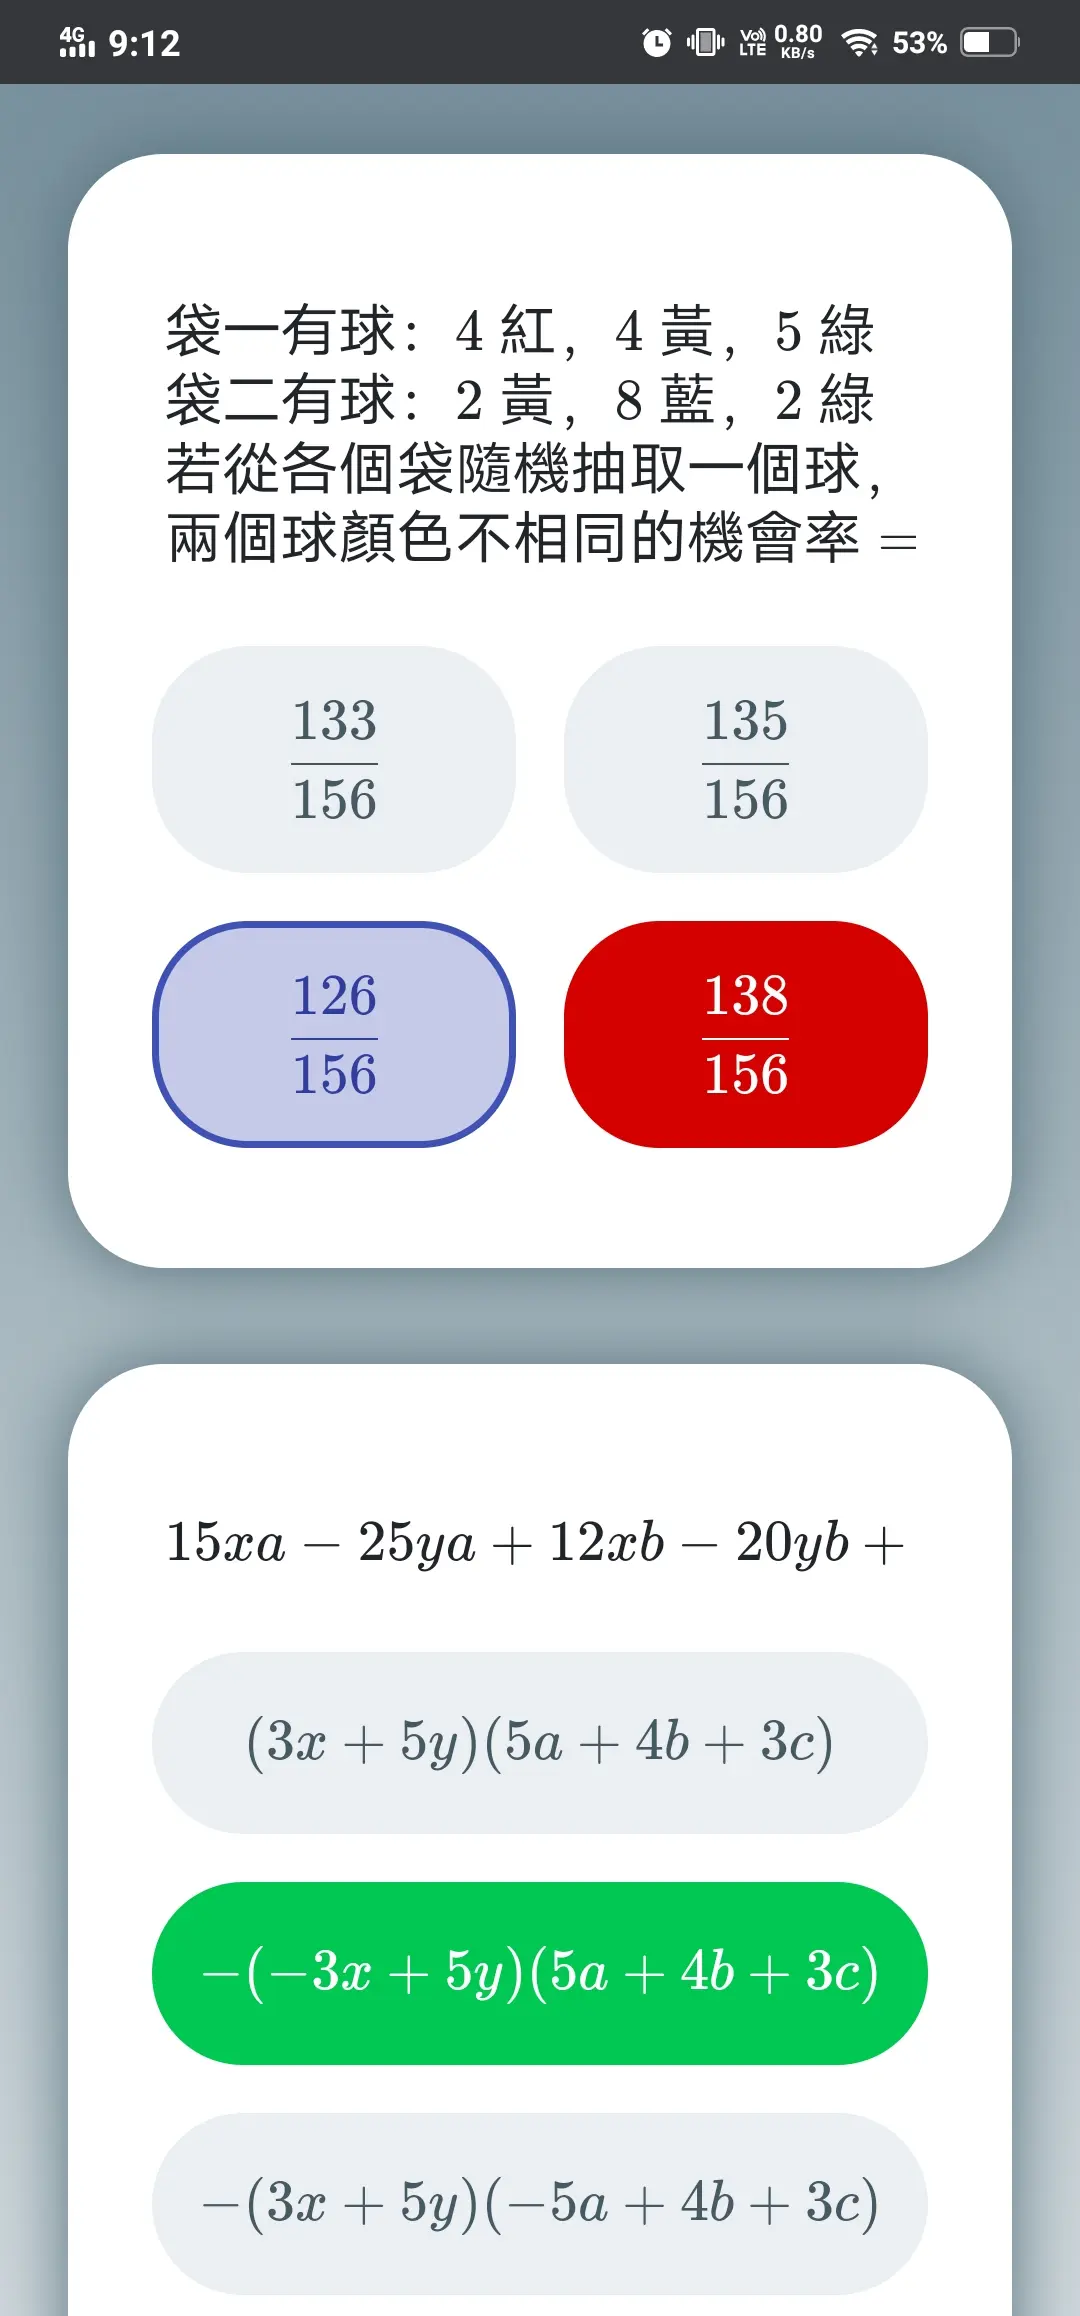 4G 9:12 Vo) LTE 0.80 KB/s 53%
袋一有球：4 紅，4 黃，5 綠
袋二有球：2 黃，8 藍，2 綠
若從各個袋隨機抽取一個球，
兩個球顏色不相同的機會率 =
133/156 135/156
126/156 138/156
15xa − 25ya + 12xb − 20yb +
(3x + 5y)(5a + 4b + 3c)
−(−3x + 5y)(5a + 4b + 3c)
−(3x + 5y)(−5a + 4b + 3c)